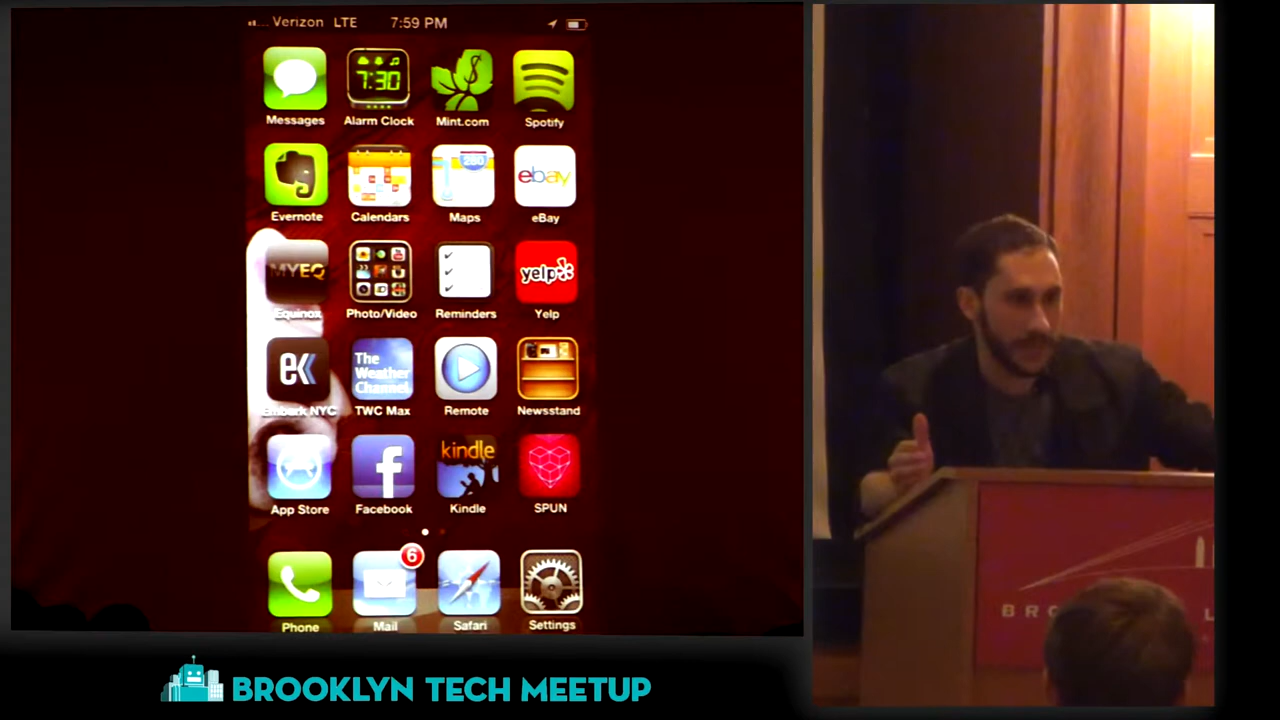 Verizon LTE 7:59 PM
7:30
Messages Alarm Clock Mint.com Spotify
280
ebay
Evernote Calendars Maps eBay
MYEQ
yelp
Equinox Photo/Video Reminders Yelp
The
Weather
Channel
Embark NYC TWC Max Remote Newsstand
kindle
App Store Facebook Kindle SPUN
6
Phone Mail Safari Settings
BROOKLYN TECH MEETUP